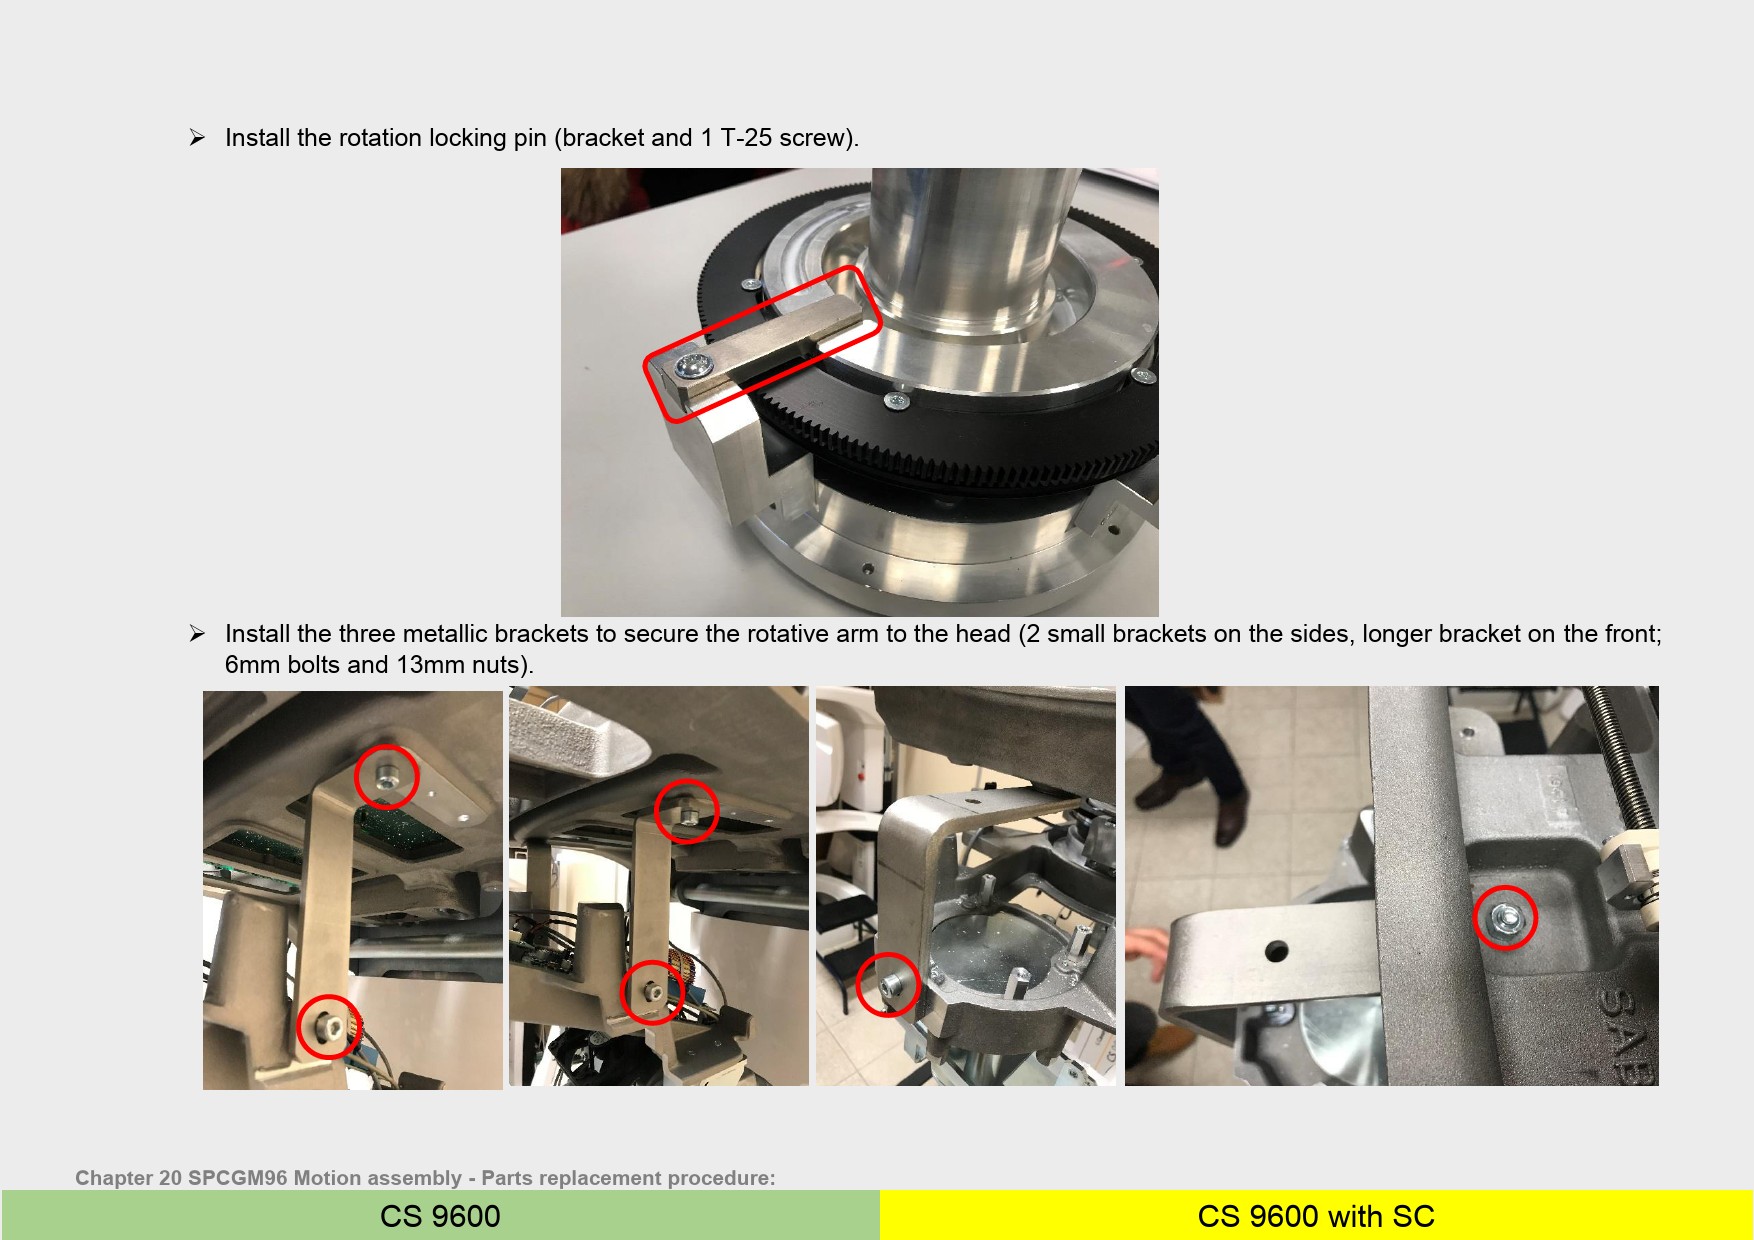 ➢ Install the rotation locking pin (bracket and 1 T-25 screw).
➢ Install the three metallic brackets to secure the rotative arm to the head (2 small brackets on the sides, longer bracket on the front;
6mm bolts and 13mm nuts).
SAB
Chapter 20 SPCGM96 Motion assembly - Parts replacement procedure:
CS 9600
CS 9600 with SC